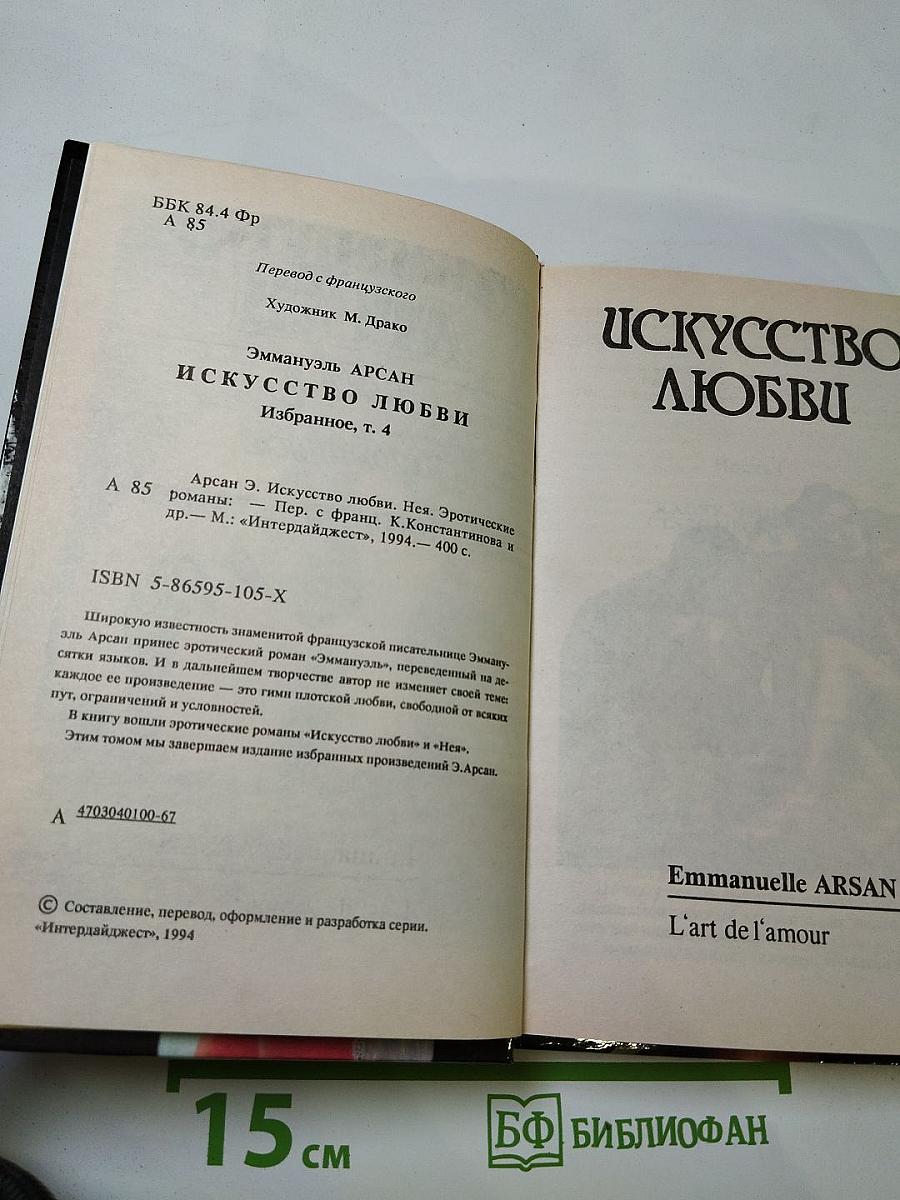 ББК 84.4 Фр
А 85
Перевод с французского
Художник М. Драко
Эммануэль АРСАН
ИСКУССТВО ЛЮБВИ
Избранное, т. 4
А 85
Арсан Э. Искусство любви. Нея. Эротические
романы: — Пер. с франц. К.Константинова и
др.— М.: «Интердайджест», 1994.— 400 с.
ISBN 5-86595-105-X
Широкую известность знаменитой французской писательнице Эмману-
эль Арсан принес эротический роман «Эммануэль», переведенный на де-
сятки языков. И в дальнейшем творчестве автор не изменяет своей теме:
каждое ее произведение — это гимн плотской любви, свободной от всяких
пут, ограничений и условностей.
В книгу вошли эротические романы «Искусство любви» и «Нея».
Этим томом мы завершаем издание избранных произведений Э.Арсан.
А 4703040100-67
© Составление, перевод, оформление и разработка серии.
«Интердайджест», 1994
ИСКУССТВО
ЛЮБВИ
Emmanuelle ARSAN
L‘art de l‘amour
15 см
БФ БИБЛИОФАН